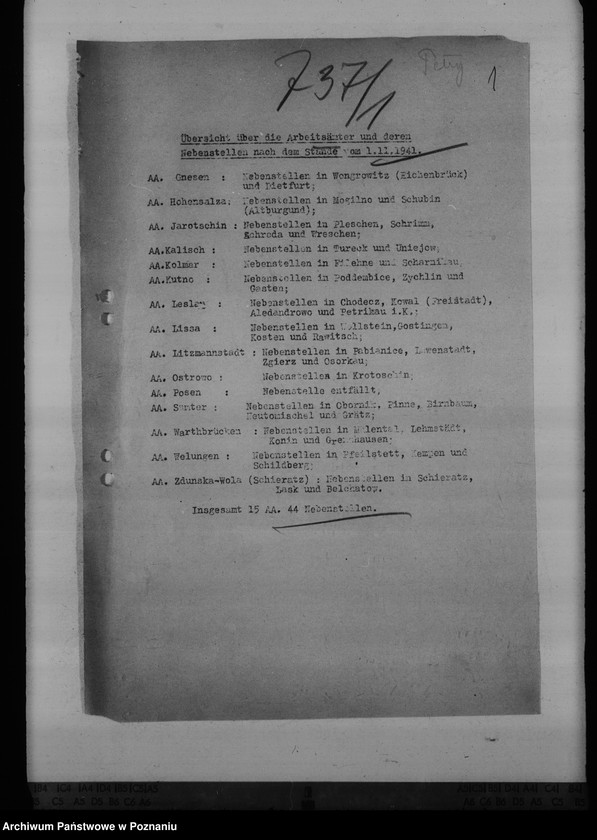 737/1
1
Übersicht über die Arbeitsämter und deren
Nebenstellen nach dem Stande vom 1.II.1941.
AA. Gnesen : Nebenstellen in Wongrowitz (Eichenbrück)
und Dietfurt;
AA. Hohensalza: Nebenstellen in Mogilno und Schubin
(Altburgund);
AA. Jarotschin : Nebenstellen in Pleschen, Schrimm,
Schroda und Wreschen;
AA.Kalisch : Nebenstellen in Tureck und Uniejow;
AA.Kolmar : Nebenstellen in Filehne und Scharnikau;
AA.Kutno : Nebenstellen in Poddembice, Zychlin und
Gasten;
AA. Leslau : Nebenstellen in Chodecz, Kowal (Freistadt),
Alexandrowo und Petrikau i.K.;
AA. Lissa : Nebenstellen in Wollstein,Gostingen,
Kosten und Rawitsch;
AA. Litzmannstadt : Nebenstellen in Pabianice, Löwenstadt,
Zgierz und Osorkau;
AA. Ostrowo : Nebenstellen in Krotoschin;
AA. Posen : Nebenstelle entfällt,
AA. Samter : Nebenstellen in Obornik, Pinne, Birnbaum,
Neutomischel und Grätz;
AA. Warthbrücken : Nebenstellen in Lehmstädt,
Konin und Grenzhausen;
AA. Welungen : Nebenstellen in Pfeilstett, Kempen und
Schildberg;
AA. Zdunska-Wola (Schieratz) : Nebenstellen in Schieratz,
Lask und Belchatow.
Insgesamt 15 AA. 44 Nebenstellen.
Archiwum Państwowe w Poznaniu